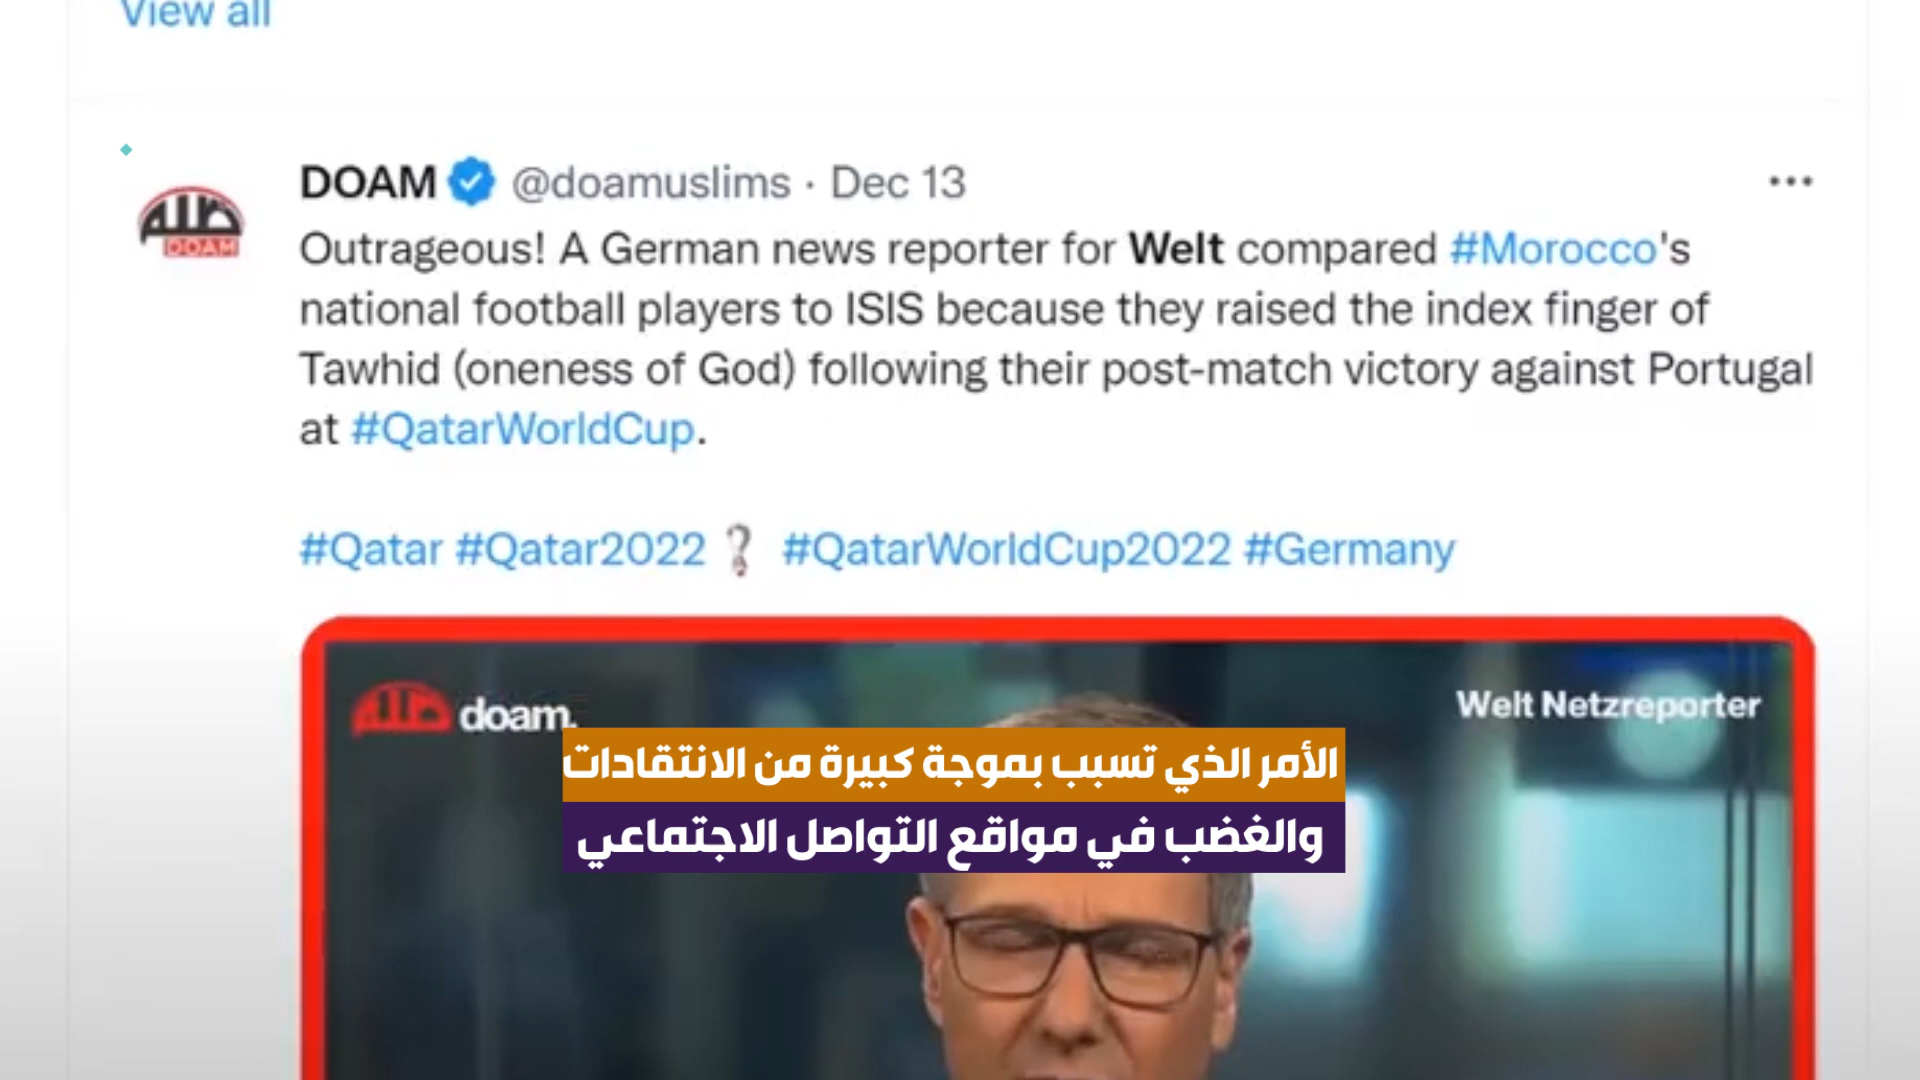 View all
DOAM @doamuslims · Dec 13
Outrageous! A German news reporter for Welt compared #Morocco's
national football players to ISIS because they raised the index finger of
Tawhid (oneness of God) following their post-match victory against Portugal
at #QatarWorldCup.
#Qatar #Qatar2022 #QatarWorldCup2022 #Germany
DOAM
doam.
Welt Netzreporter
الأمر الذي تسبب بموجة كبيرة من الانتقادات
والغضب في مواقع التواصل الاجتماعي